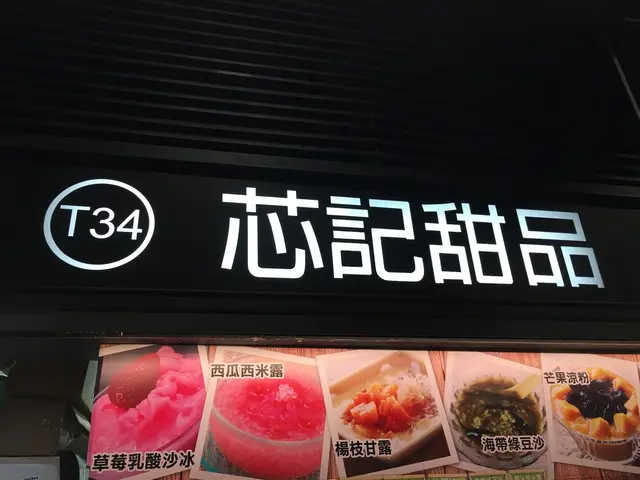 T34
芯記甜品
草莓乳酸沙冰
西瓜西米露
楊枝甘露
海帶綠豆沙
芒果涼粉